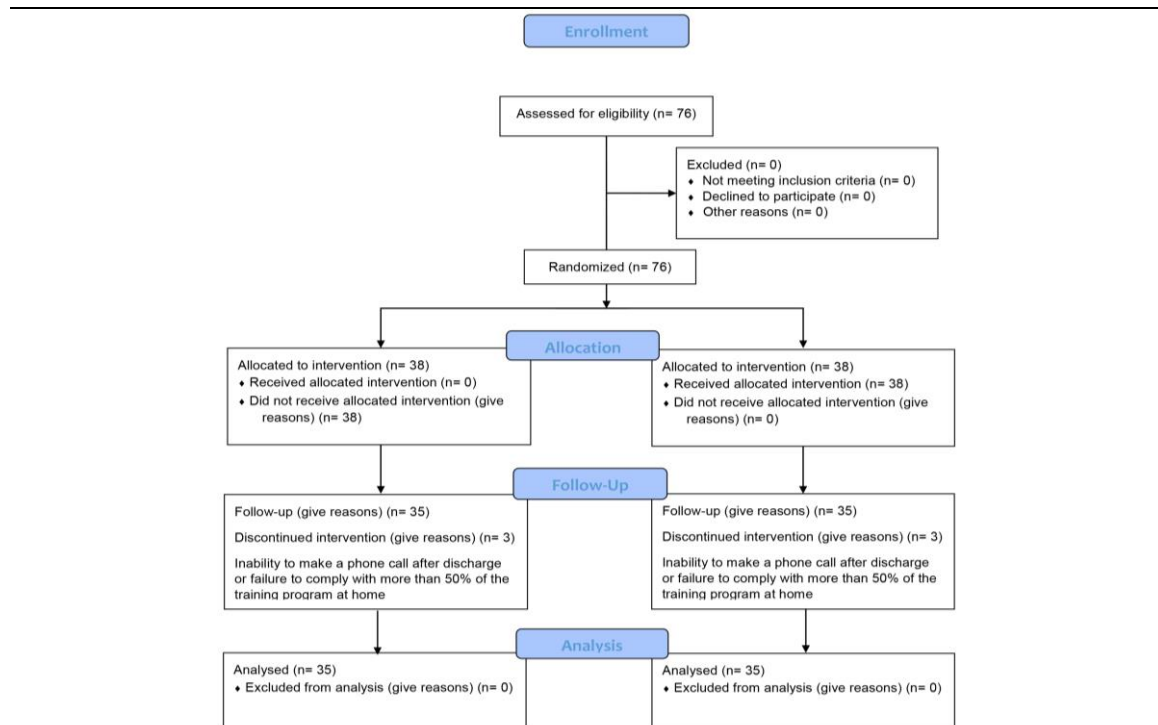 Enrollment
Assessed for eligibility (n= 76)
Excluded (n= 0)
♦ Not meeting inclusion criteria (n= 0)
♦ Declined to participate (n= 0)
♦ Other reasons (n= 0)
Randomized (n= 76)
Allocation
Allocated to intervention (n= 38)
♦ Received allocated intervention (n= 0)
♦ Did not receive allocated intervention (give
reasons) (n= 38)
Allocated to intervention (n= 38)
♦ Received allocated intervention (n= 38)
♦ Did not receive allocated intervention (give
reasons) (n= 0)
Follow-Up
Follow-up (give reasons) (n= 35)
Discontinued intervention (give reasons) (n= 3)
Inability to make a phone call after discharge
or failure to comply with more than 50% of the
training program at home
Follow-up (give reasons) (n= 35)
Discontinued intervention (give reasons) (n= 3)
Inability to make a phone call after discharge
or failure to comply with more than 50% of the
training program at home
Analysis
Analysed (n= 35)
♦ Excluded from analysis (give reasons) (n= 0)
Analysed (n= 35)
♦ Excluded from analysis (give reasons) (n= 0)